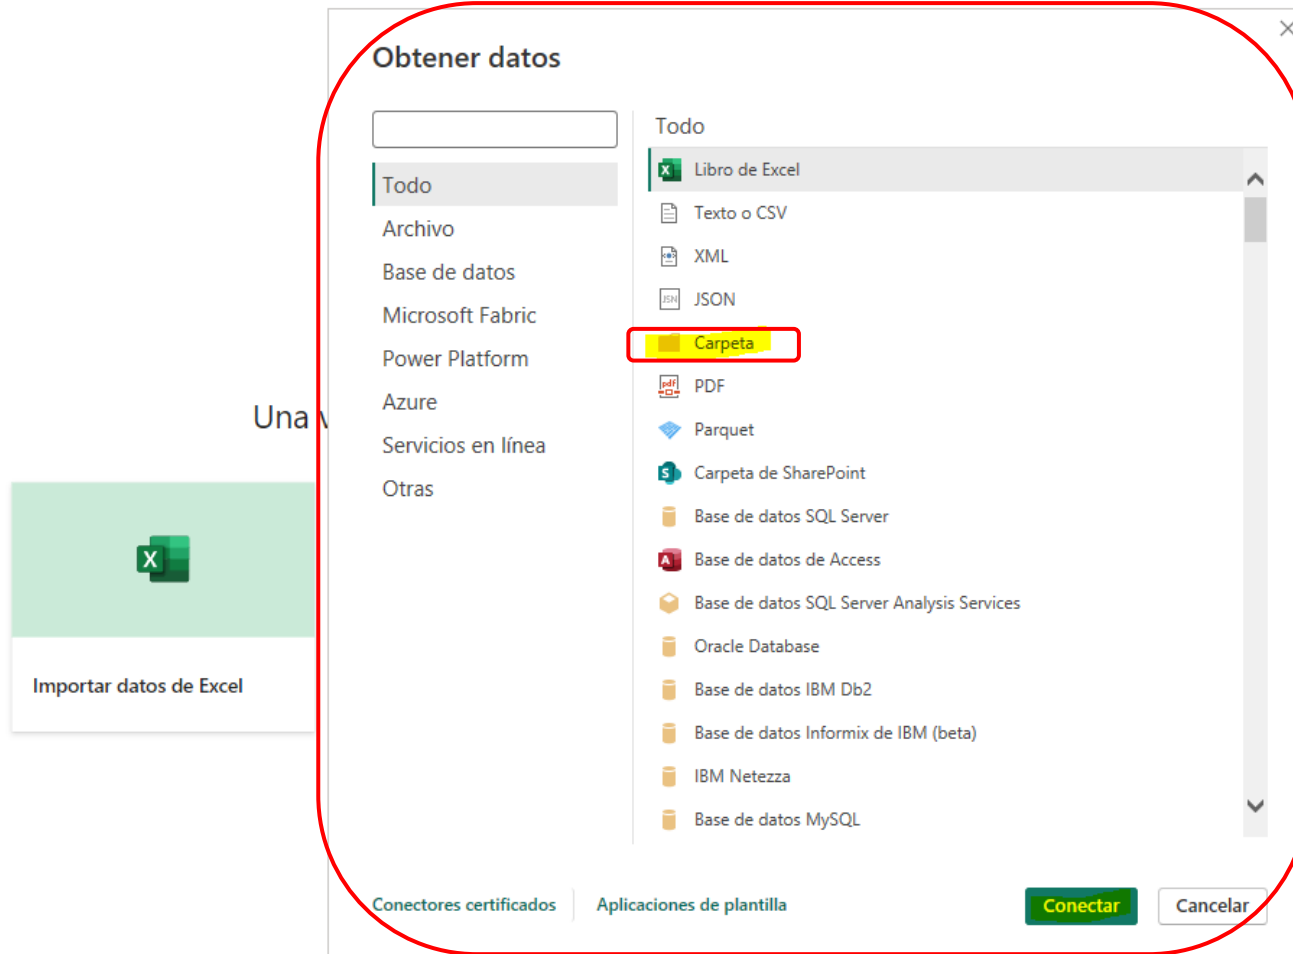 Obtener datos
Todo
Archivo
Base de datos
Microsoft Fabric
Power Platform
Azure
Servicios en línea
Otras
Todo
Libro de Excel
Texto o CSV
XML
JSON
Carpeta
PDF
Parquet
Carpeta de SharePoint
Base de datos SQL Server
Base de datos de Access
Base de datos SQL Server Analysis Services
Oracle Database
Base de datos IBM Db2
Base de datos Informix de IBM (beta)
IBM Netezza
Base de datos MySQL
Una
Importar datos de Excel
Conectores certificados
Aplicaciones de plantilla
Conectar
Cancelar